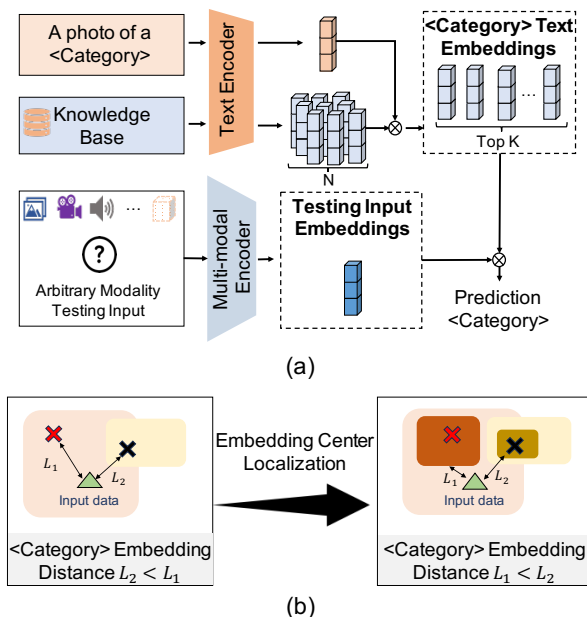 A photo of a
<Category>
Text Encoder
<Category> Text
Embeddings
...
Top K
Knowledge
Base
N
...
?
Arbitrary Modality
Testing Input
Multi-modal
Encoder
Testing Input
Embeddings
Prediction
<Category>
(a)
L₁
L₂
Input data
<Category> Embedding
Distance L₂ < L₁
Embedding Center
Localization
L₁
L₂
Input data
<Category> Embedding
Distance L₁ < L₂
(b)